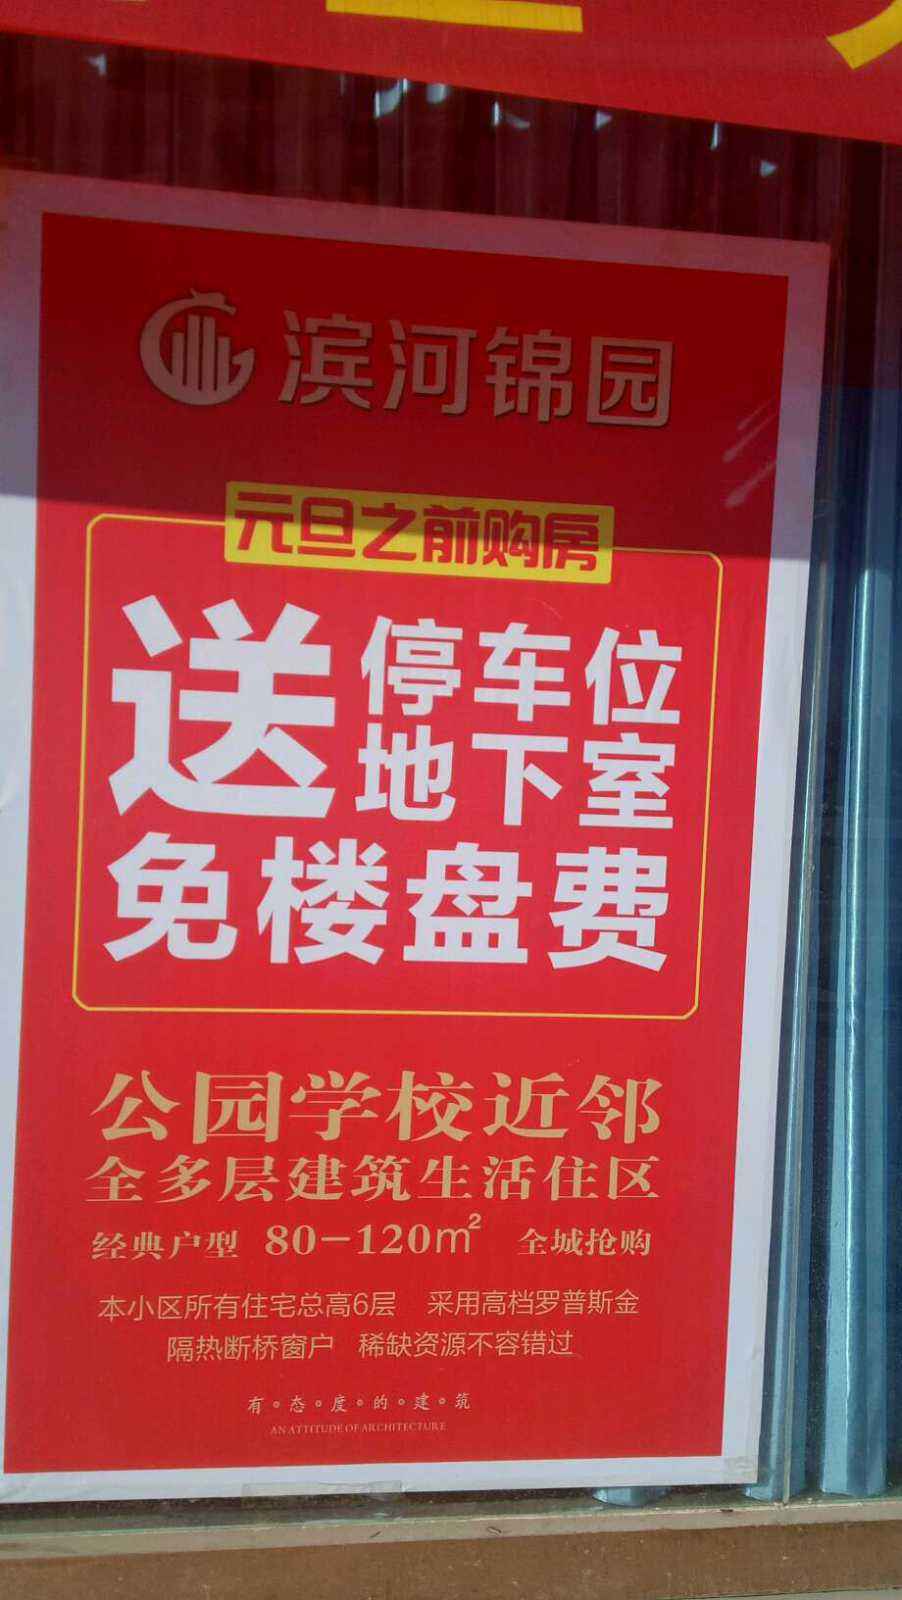 滨河锦园
元旦之前购房
送停车位
地下室
免楼盘费
公园学校近邻
全多层建筑生活住区
经典户型 80-120㎡ 全城抢购
本小区所有住宅总高6层 采用高档罗普斯金
隔热断桥窗户 稀缺资源不容错过
有。态。度。的。建。筑
AN ATTITUDE OF ARCHITECTURE